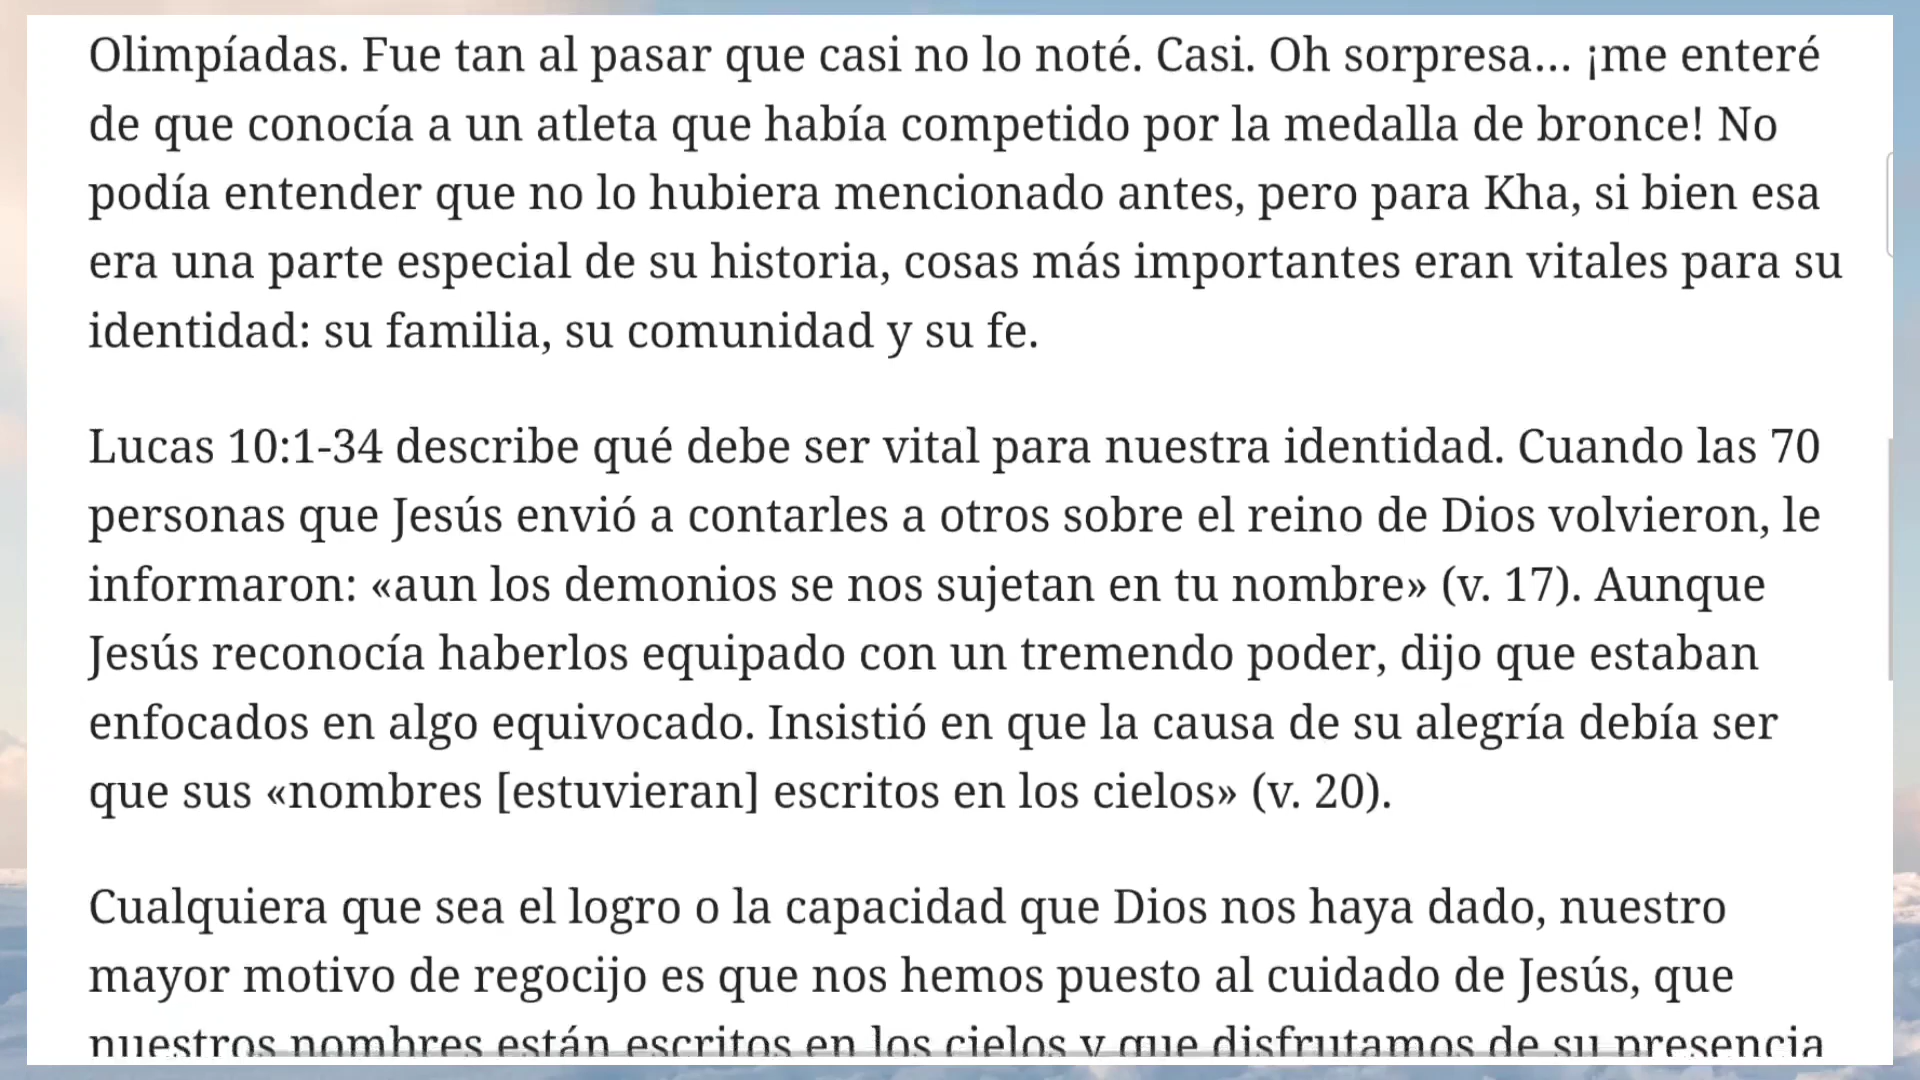 Olimpíadas. Fue tan al pasar que casi no lo noté. Casi. Oh sorpresa... ¡me enteré
de que conocía a un atleta que había competido por la medalla de bronce! No
podía entender que no lo hubiera mencionado antes, pero para Kha, si bien esa
era una parte especial de su historia, cosas más importantes eran vitales para su
identidad: su familia, su comunidad y su fe.
Lucas 10:1-34 describe qué debe ser vital para nuestra identidad. Cuando las 70
personas que Jesús envió a contarles a otros sobre el reino de Dios volvieron, le
informaron: «aun los demonios se nos sujetan en tu nombre» (v. 17). Aunque
Jesús reconocía haberlos equipado con un tremendo poder, dijo que estaban
enfocados en algo equivocado. Insistió en que la causa de su alegría debía ser
que sus «nombres [estuvieran] escritos en los cielos» (v. 20).
Cualquiera que sea el logro o la capacidad que Dios nos haya dado, nuestro
mayor motivo de regocijo es que nos hemos puesto al cuidado de Jesús, que
nuestros nombres están escritos en los cielos y que disfrutamos de su presencia